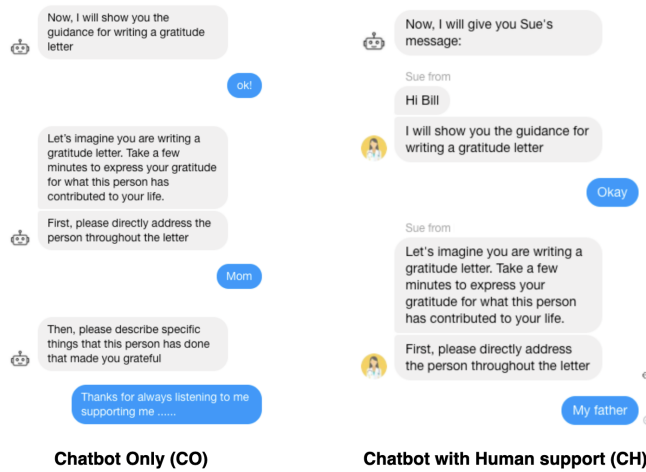 Now, I will show you the
guidance for writing a gratitude
letter
ok!
Let's imagine you are writing a
gratitude letter. Take a few
minutes to express your gratitude
for what this person has
contributed to your life.
First, please directly address the
person throughout the letter
Mom
Then, please describe specific
things that this person has done
that made you grateful
Thanks for always listening to me
supporting me ......
Chatbot Only (CO)
Now, I will give you Sue's
message:
Sue from
Hi Bill
I will show you the guidance for
writing a gratitude letter
Okay
Sue from
Let's imagine you are writing a
gratitude letter. Take a few
minutes to express your
gratitude for what this person
has contributed to your life.
First, please directly address
the person throughout the letter
My father
Chatbot with Human support (CH)